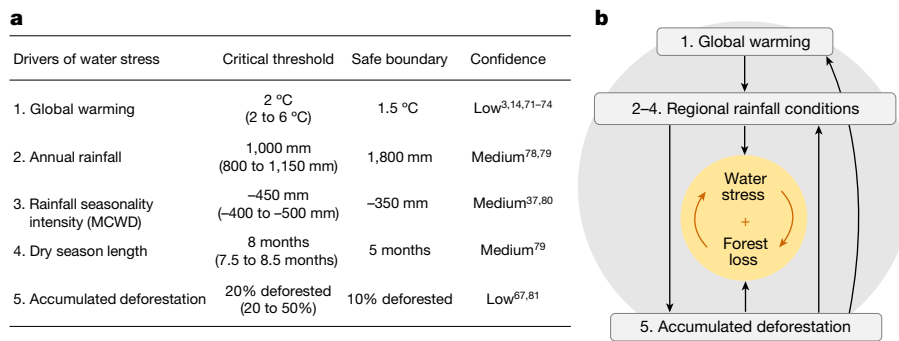 a
Drivers of water stress Critical threshold Safe boundary Confidence
1. Global warming 2 ºC (2 to 6 ºC) 1.5 ºC Low3,14,71–74
2. Annual rainfall 1,000 mm (800 to 1,150 mm) 1,800 mm Medium78,79
3. Rainfall seasonality intensity (MCWD) –450 mm (–400 to –500 mm) –350 mm Medium37,80
4. Dry season length 8 months (7.5 to 8.5 months) 5 months Medium79
5. Accumulated deforestation 20% deforested (20 to 50%) 10% deforested Low67,81
b
1. Global warming
2–4. Regional rainfall conditions
Water
stress
+
Forest
loss
5. Accumulated deforestation